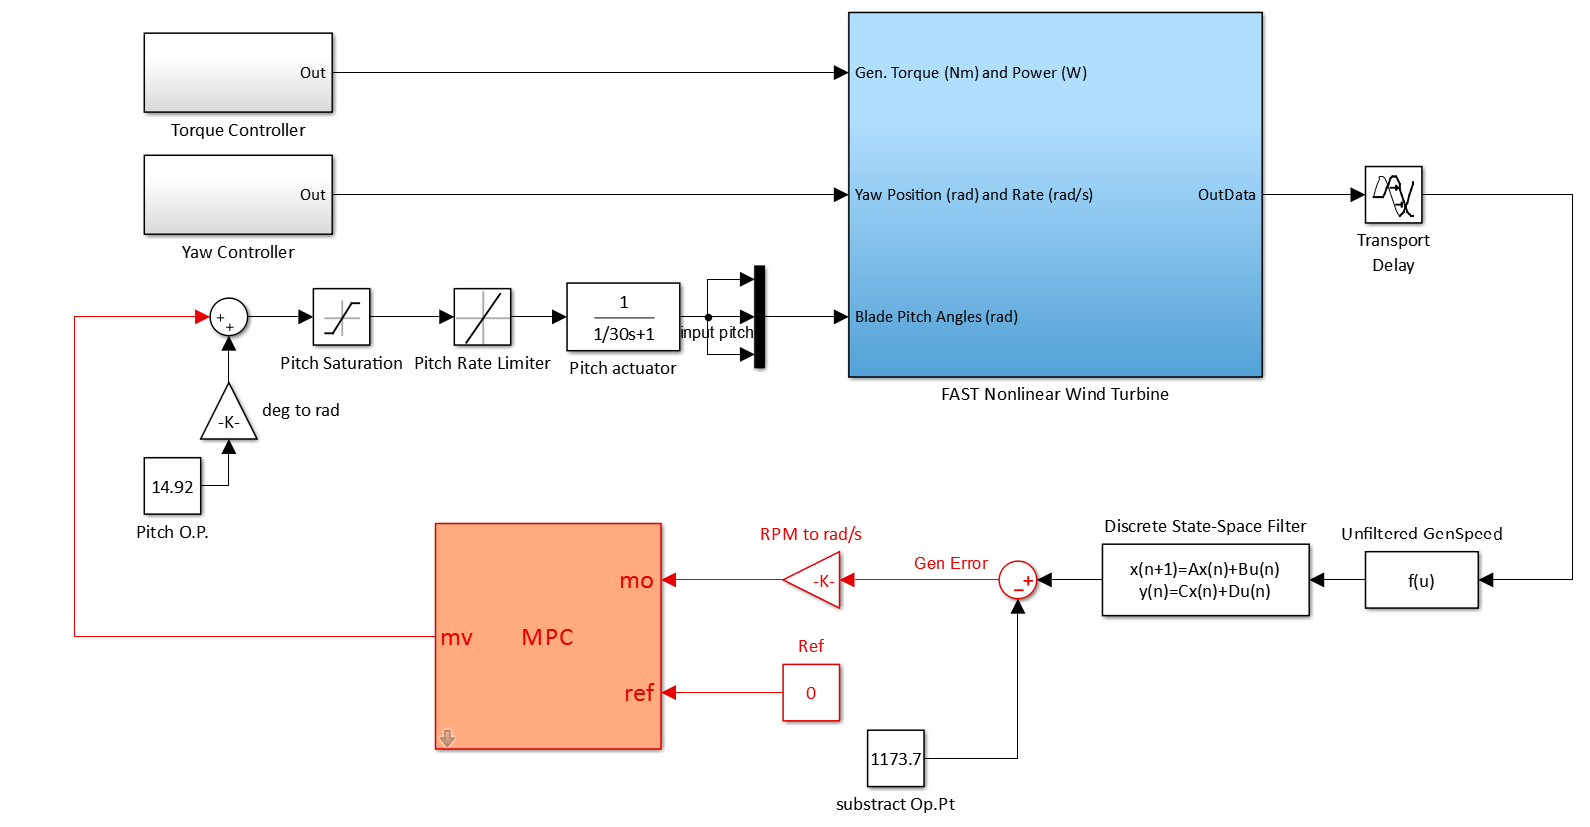 Out
Torque Controller
Out
Yaw Controller
Gen. Torque (Nm) and Power (W)
Yaw Position (rad) and Rate (rad/s)
OutData
Blade Pitch Angles (rad)
FAST Nonlinear Wind Turbine
Transport
Delay
+
+
Pitch Saturation
Pitch Rate Limiter
1
1/30s+1
Pitch actuator
input pitch
-K-
deg to rad
14.92
Pitch O.P.
mo
mv
MPC
ref
RPM to rad/s
-K-
Gen Error
+
−
Discrete State-Space Filter
x(n+1)=Ax(n)+Bu(n)
y(n)=Cx(n)+Du(n)
Unfiltered GenSpeed
f(u)
Ref
0
1173.7
substract Op.Pt